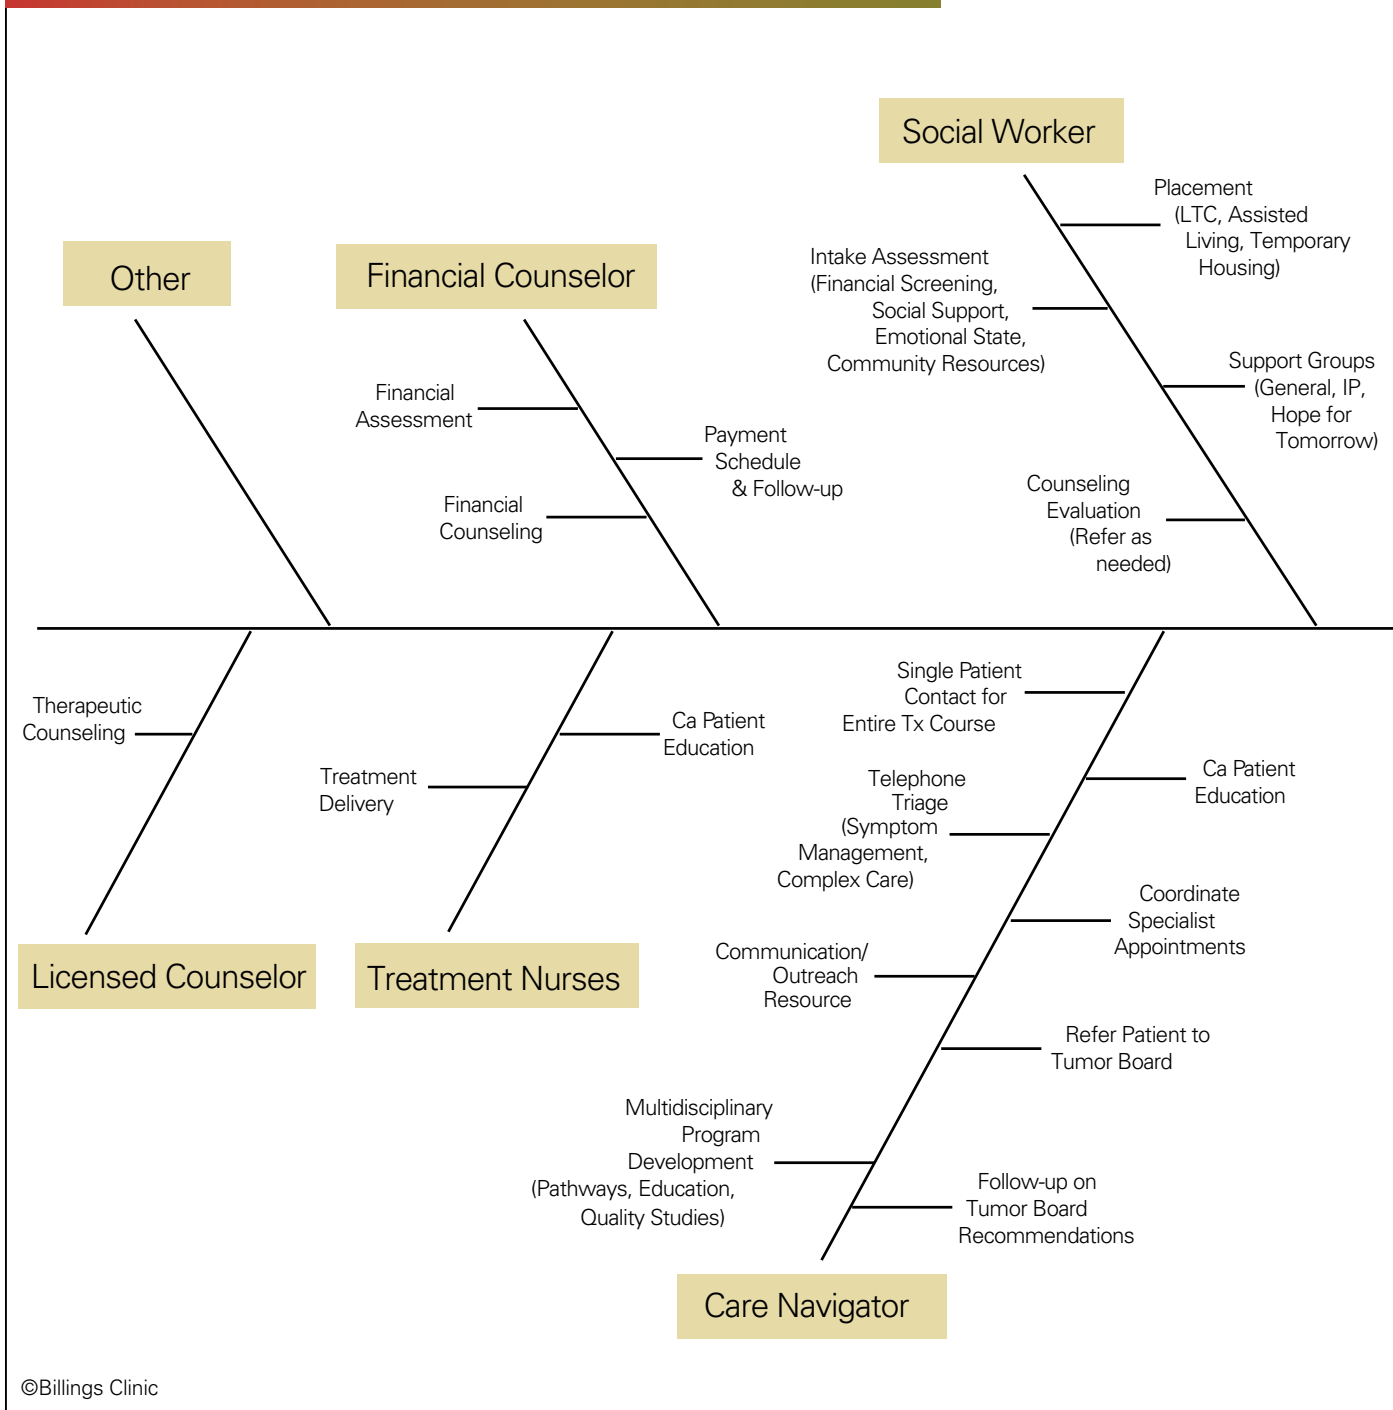 Social Worker
Placement
(LTC, Assisted
Living, Temporary
Housing)
Intake Assessment
(Financial Screening,
Social Support,
Emotional State,
Community Resources)
Support Groups
(General, IP,
Hope for
Tomorrow)
Counseling
Evaluation
(Refer as
needed)
Other
Financial Counselor
Financial
Assessment
Payment
Schedule
& Follow-up
Financial
Counseling
Therapeutic
Counseling
Licensed Counselor
Ca Patient
Education
Treatment
Delivery
Treatment Nurses
Single Patient
Contact for
Entire Tx Course
Ca Patient
Education
Telephone
Triage
(Symptom
Management,
Complex Care)
Coordinate
Specialist
Appointments
Communication/
Outreach
Resource
Refer Patient to
Tumor Board
Multidisciplinary
Program
Development
(Pathways, Education,
Quality Studies)
Follow-up on
Tumor Board
Recommendations
Care Navigator
©Billings Clinic